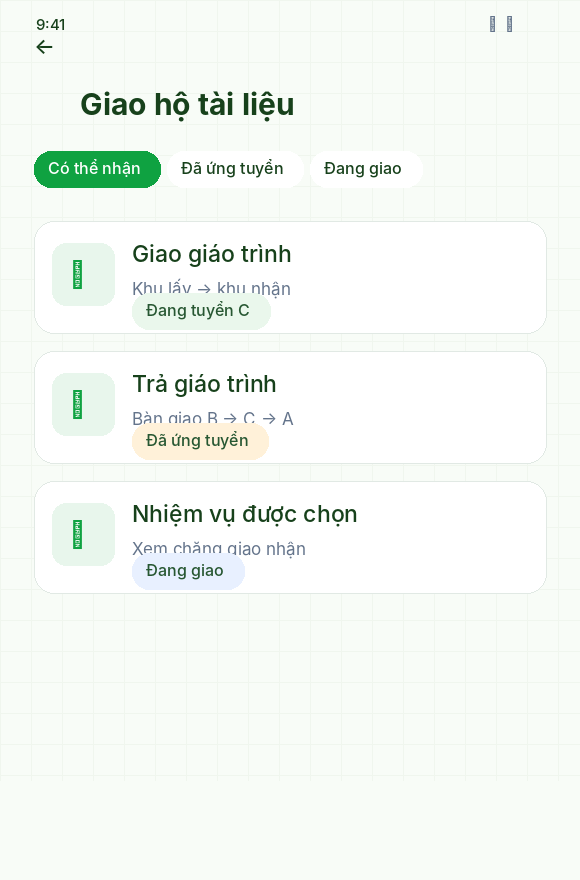 9:41
←
Giao hộ tài liệu
Có thể nhận
Đã ứng tuyển
Đang giao
Giao giáo trình
Khu lấy → khu nhận
Đang tuyển C
Trả giáo trình
Bàn giao B → C → A
Đã ứng tuyển
Nhiệm vụ được chọn
Xem chặng giao nhận
Đang giao